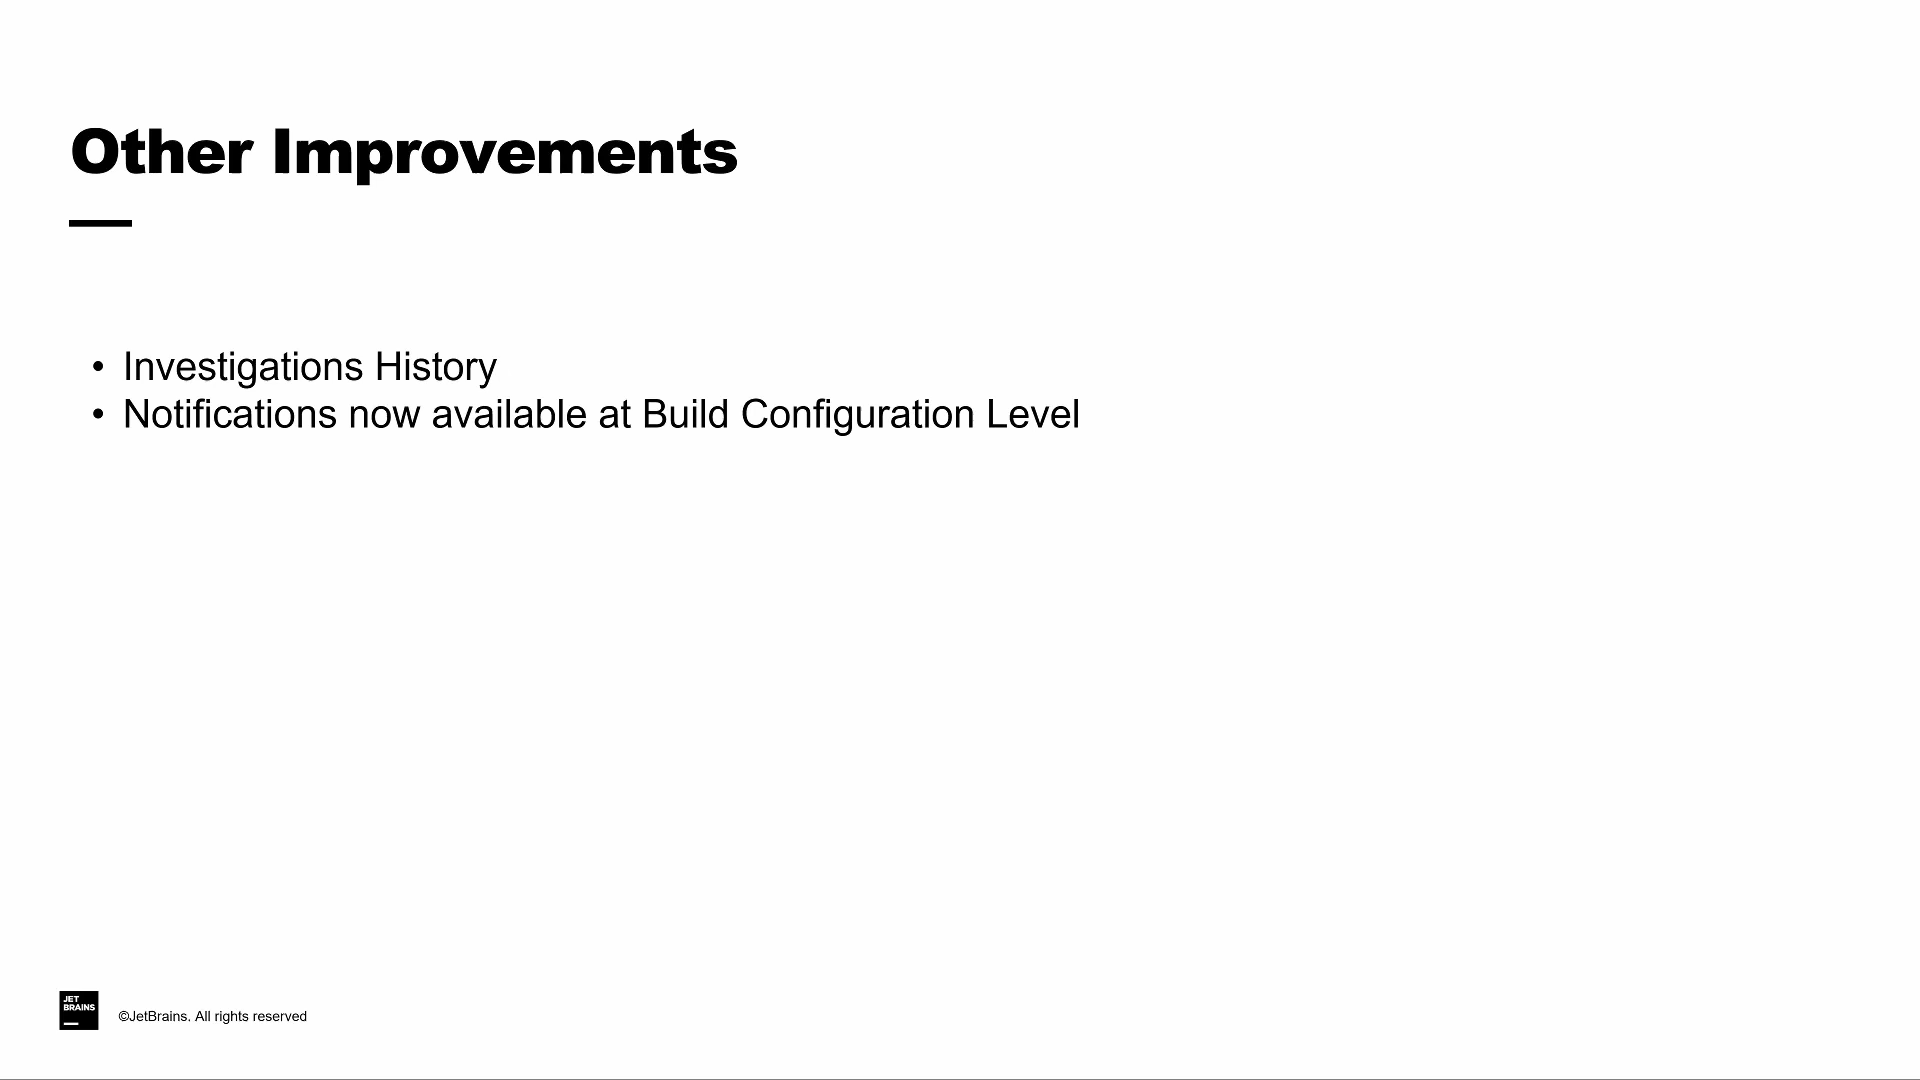 Other Improvements
• Investigations History
• Notifications now available at Build Configuration Level
JET
BRAINS
©JetBrains. All rights reserved